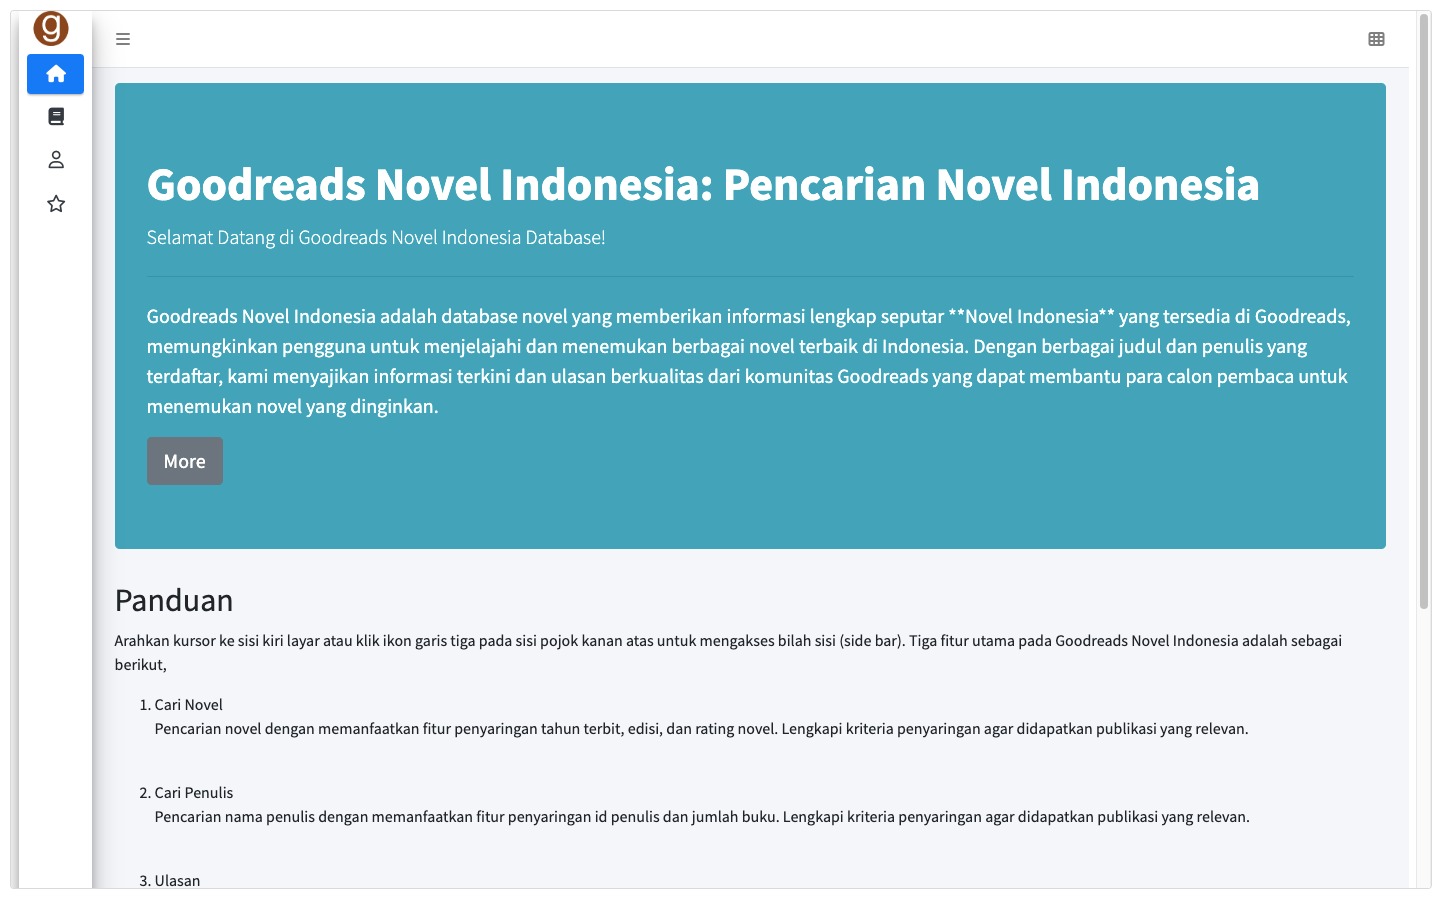 g
Goodreads Novel Indonesia: Pencarian Novel Indonesia
Selamat Datang di Goodreads Novel Indonesia Database!
Goodreads Novel Indonesia adalah database novel yang memberikan informasi lengkap seputar **Novel Indonesia** yang tersedia di Goodreads,
memungkinkan pengguna untuk menjelajahi dan menemukan berbagai novel terbaik di Indonesia. Dengan berbagai judul dan penulis yang
terdaftar, kami menyajikan informasi terkini dan ulasan berkualitas dari komunitas Goodreads yang dapat membantu para calon pembaca untuk
menemukan novel yang dinginkan.
More
Panduan
Arahkan kursor ke sisi kiri layar atau klik ikon garis tiga pada sisi pojok kanan atas untuk mengakses bilah sisi (side bar). Tiga fitur utama pada Goodreads Novel Indonesia adalah sebagai
berikut,
1. Cari Novel
Pencarian novel dengan memanfaatkan fitur penyaringan tahun terbit, edisi, dan rating novel. Lengkapi kriteria penyaringan agar didapatkan publikasi yang relevan.
2. Cari Penulis
Pencarian nama penulis dengan memanfaatkan fitur penyaringan id penulis dan jumlah buku. Lengkapi kriteria penyaringan agar didapatkan publikasi yang relevan.
3. Ulasan